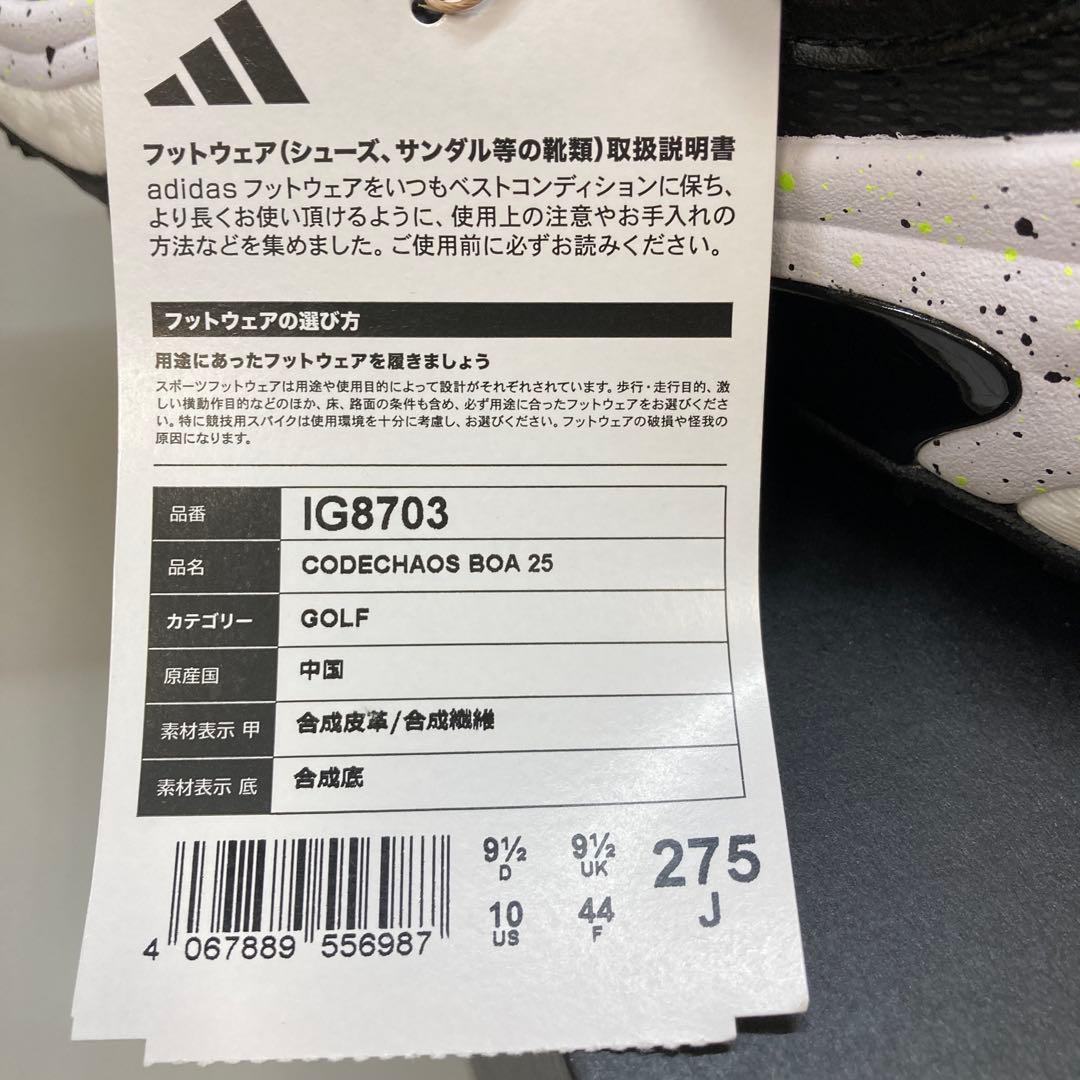 フットウェア(シューズ、サンダル等の靴類)取扱説明書
adidas フットウェアをいつもベストコンディションに保ち、
より長くお使い頂けるように、使用上の注意やお手入れの
方法などを集めました。ご使用前に必ずお読みください。
フットウェアの選び方
用途にあったフットウェアを履きましょう
スポーツフットウェアは用途や使用目的によって設計がそれぞれされています。歩行・走行目的、激
しい横動作目的などのほか、床、路面の条件も含め、必ず用途に合ったフットウェアをお選びくださ
い。特に競技用スパイクは使用環境を十分に考慮し、お選びください。フットウェアの破損や怪我の
原因になります。
品番 IG8703
品名 CODECHAOS BOA 25
カテゴリー GOLF
原産国 中国
素材表示 甲 合成皮革/合成繊維
素材表示 底 合成底
9½ 9½ 275
D UK J
10 44
US F
4 067889 556987